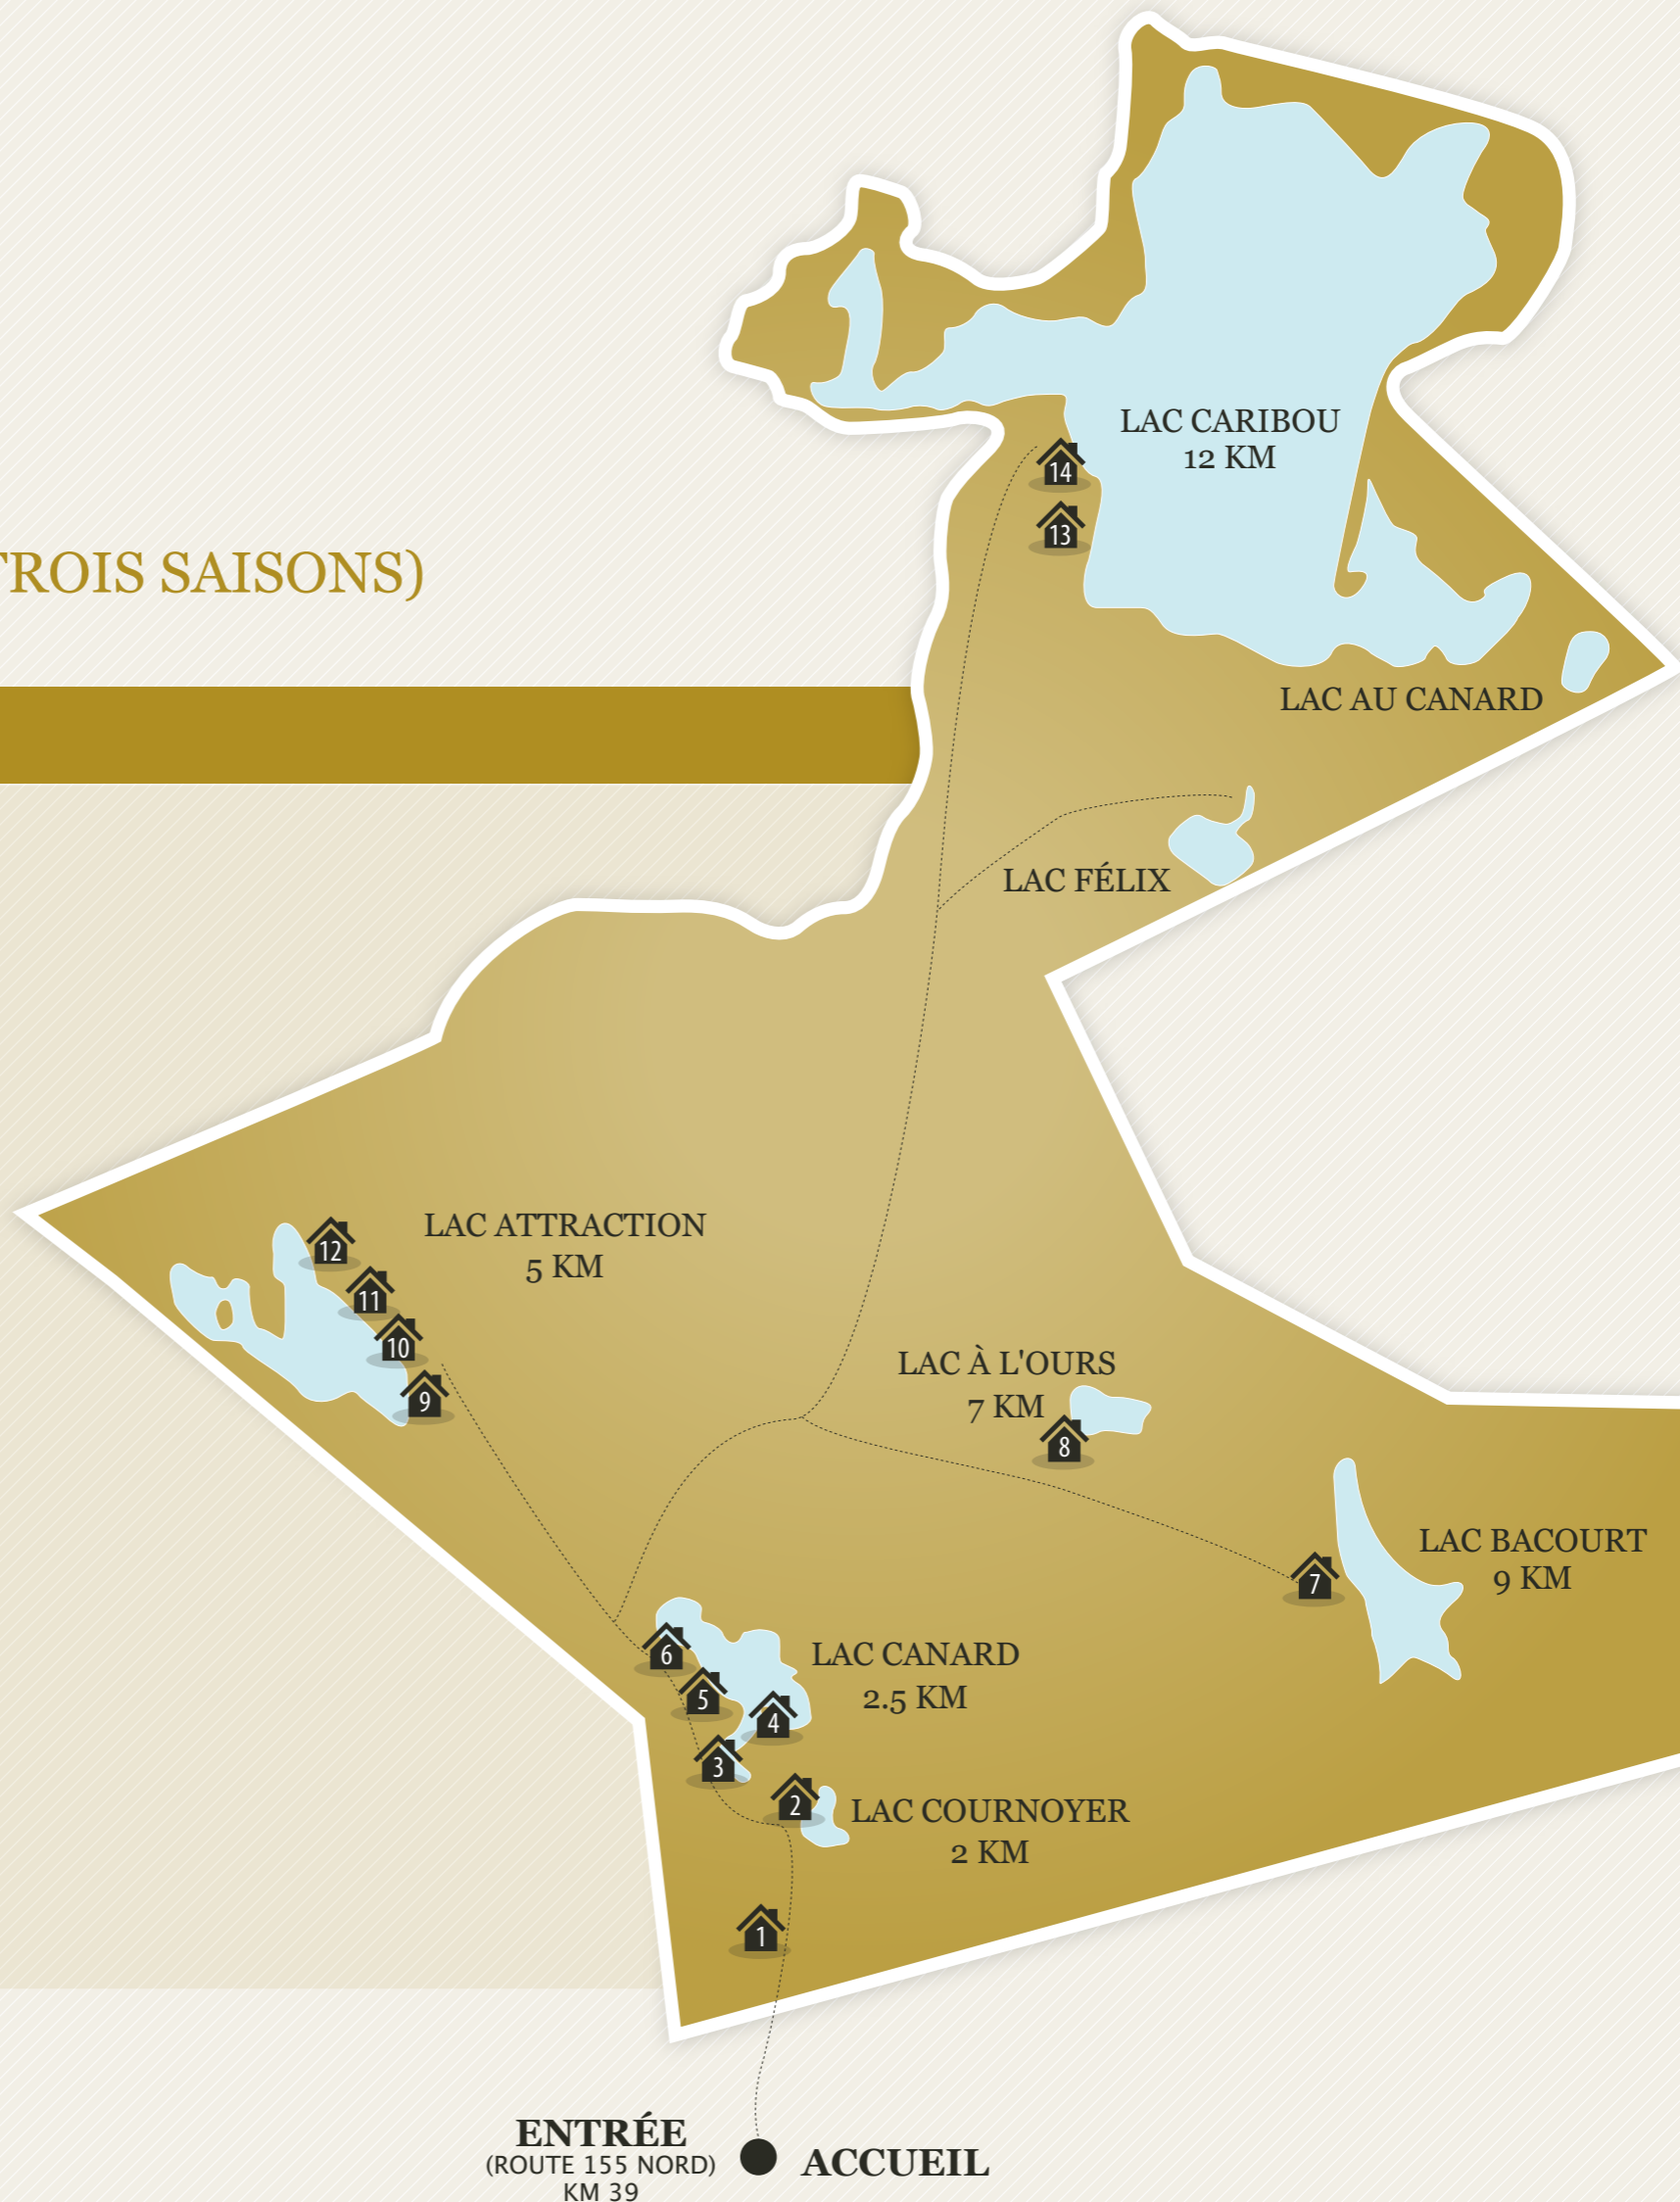 LAC CARIBOU
12 KM
14
13
TROIS SAISONS)
LAC AU CANARD
LAC FÉLIX
LAC ATTRACTION
5 KM
12
11
10
9
LAC À L'OURS
7 KM
8
LAC BACOURT
9 KM
7
LAC CANARD
2.5 KM
6
5
4
3
2
LAC COURNOYER
2 KM
1
ENTRÉE
(ROUTE 155 NORD)
KM 39
ACCUEIL